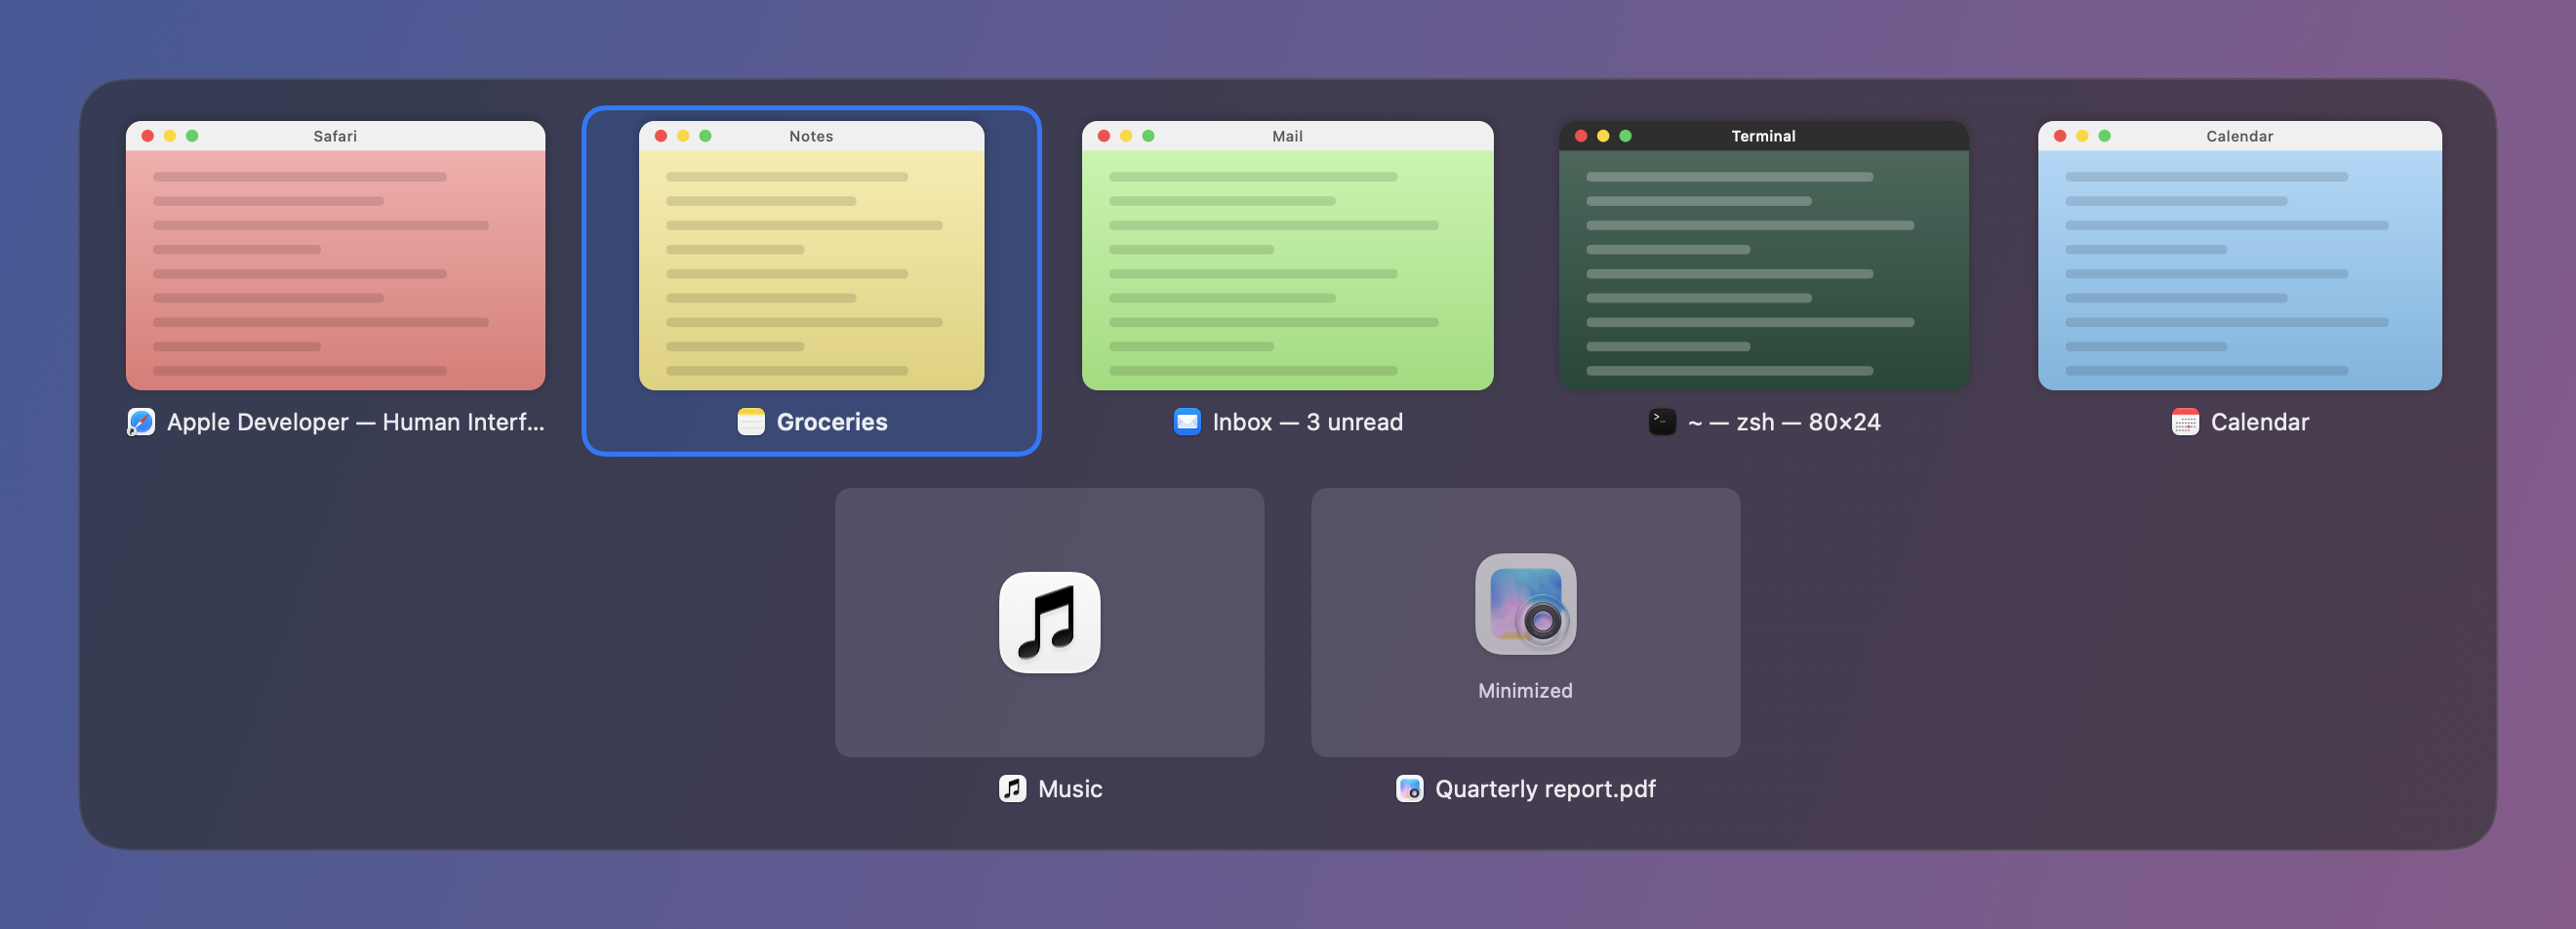 Safari
Notes
Mail
Terminal
Calendar
Apple Developer — Human Interf...
Groceries
Inbox — 3 unread
~ — zsh — 80×24
Calendar
Minimized
Music
Quarterly report.pdf